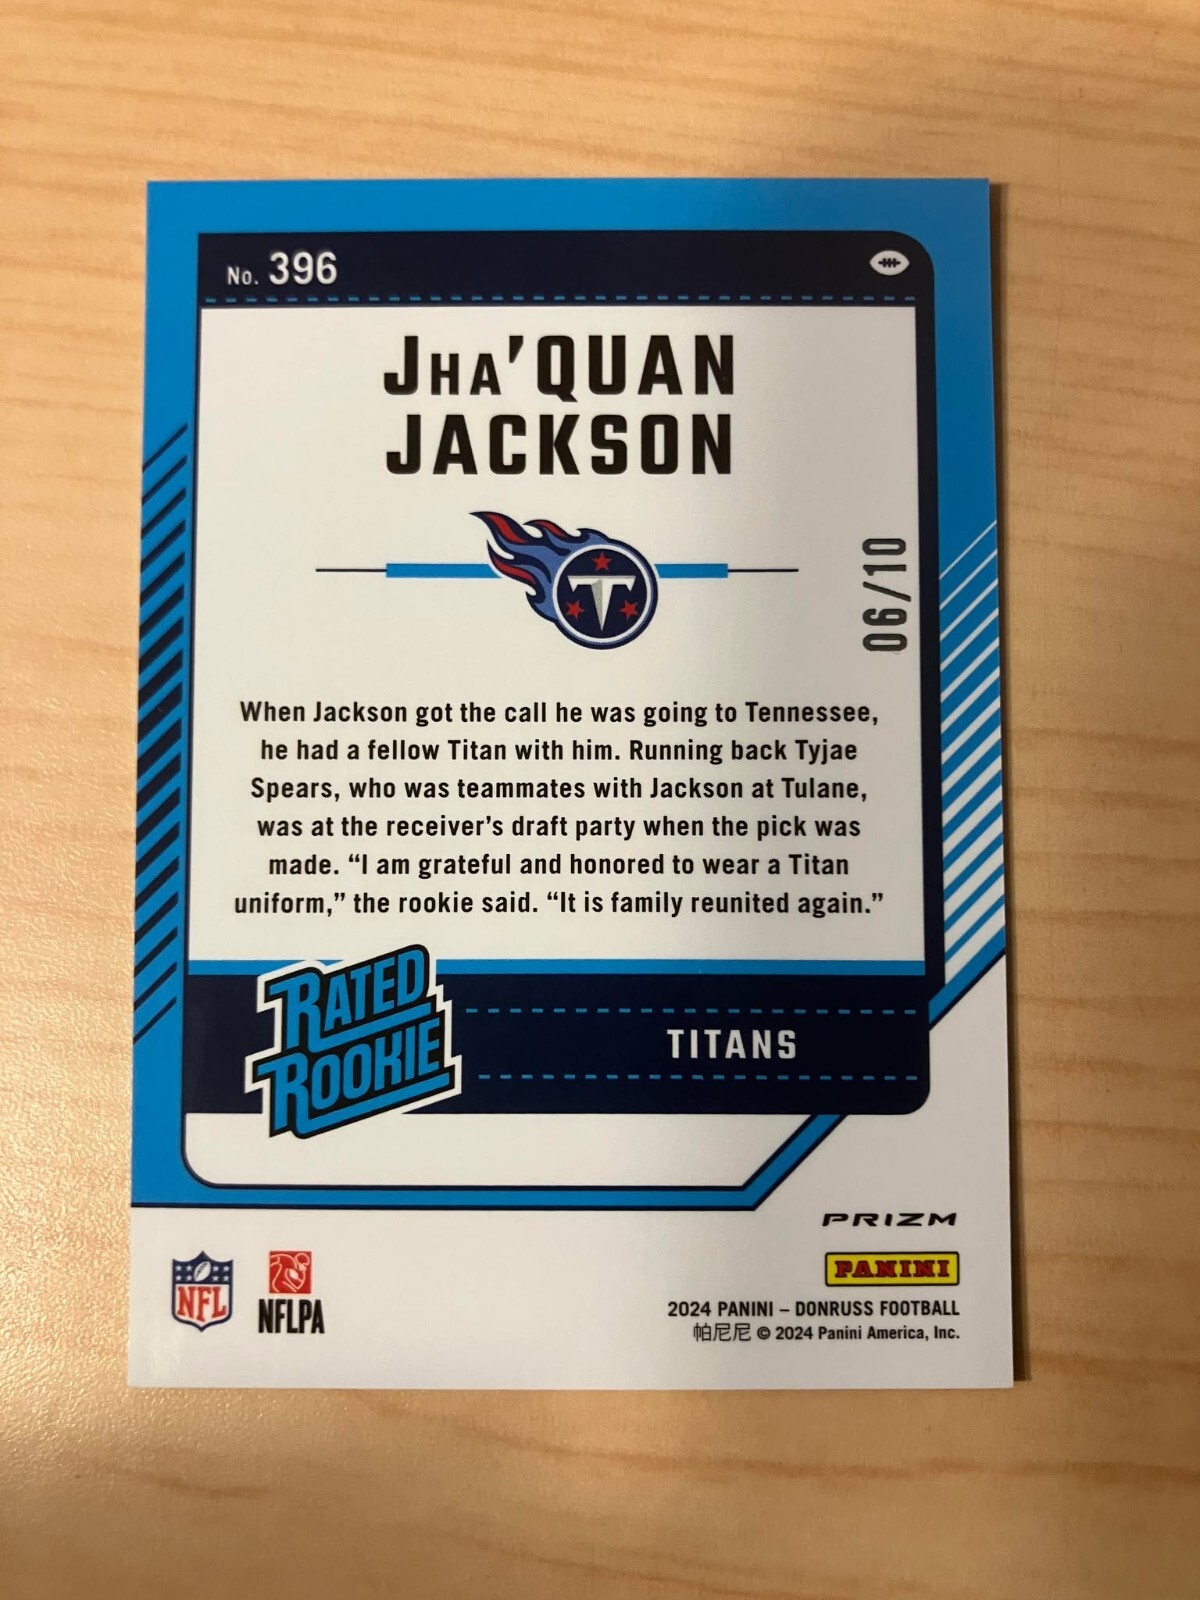 No. 396
Jha'QUAN
JACKSON
T
06/10
When Jackson got the call he was going to Tennessee,
he had a fellow Titan with him. Running back Tyjae
Spears, who was teammates with Jackson at Tulane,
was at the receiver's draft party when the pick was
made. “I am grateful and honored to wear a Titan
uniform,” the rookie said. “It is family reunited again.”
RATED
ROOKIE
TITANS
PRIZM
PANINI
NFL
NFLPA
2024 PANINI – DONRUSS FOOTBALL
帕尼尼 © 2024 Panini America, Inc.